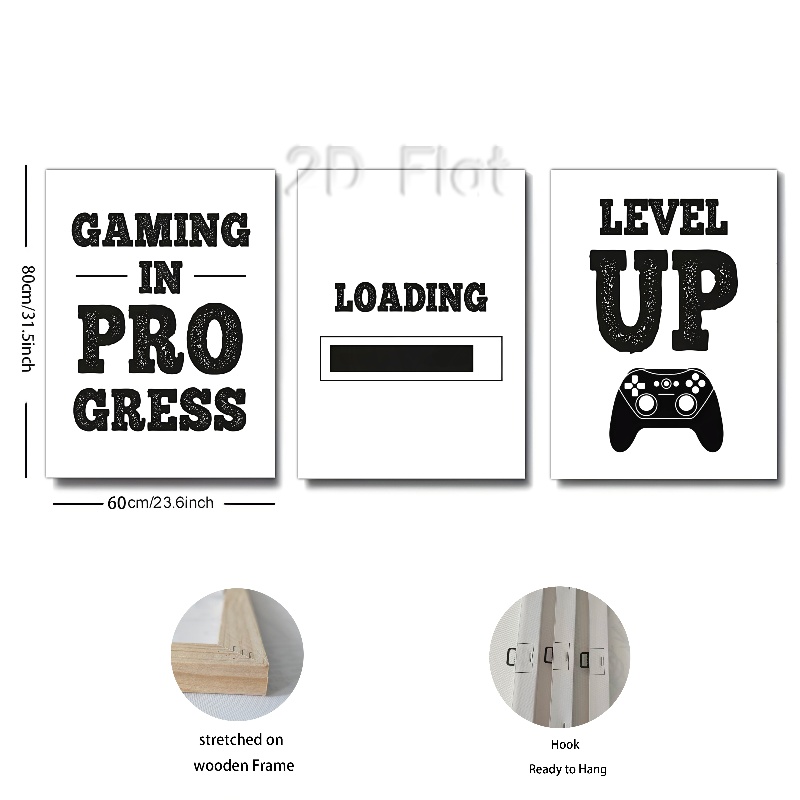 2D Flat
80cm/31.5inch
GAMING
IN
PRO
GRESS
LOADING
LEVEL
UP
60cm/23.6inch
stretched on
wooden Frame
Hook
Ready to Hang